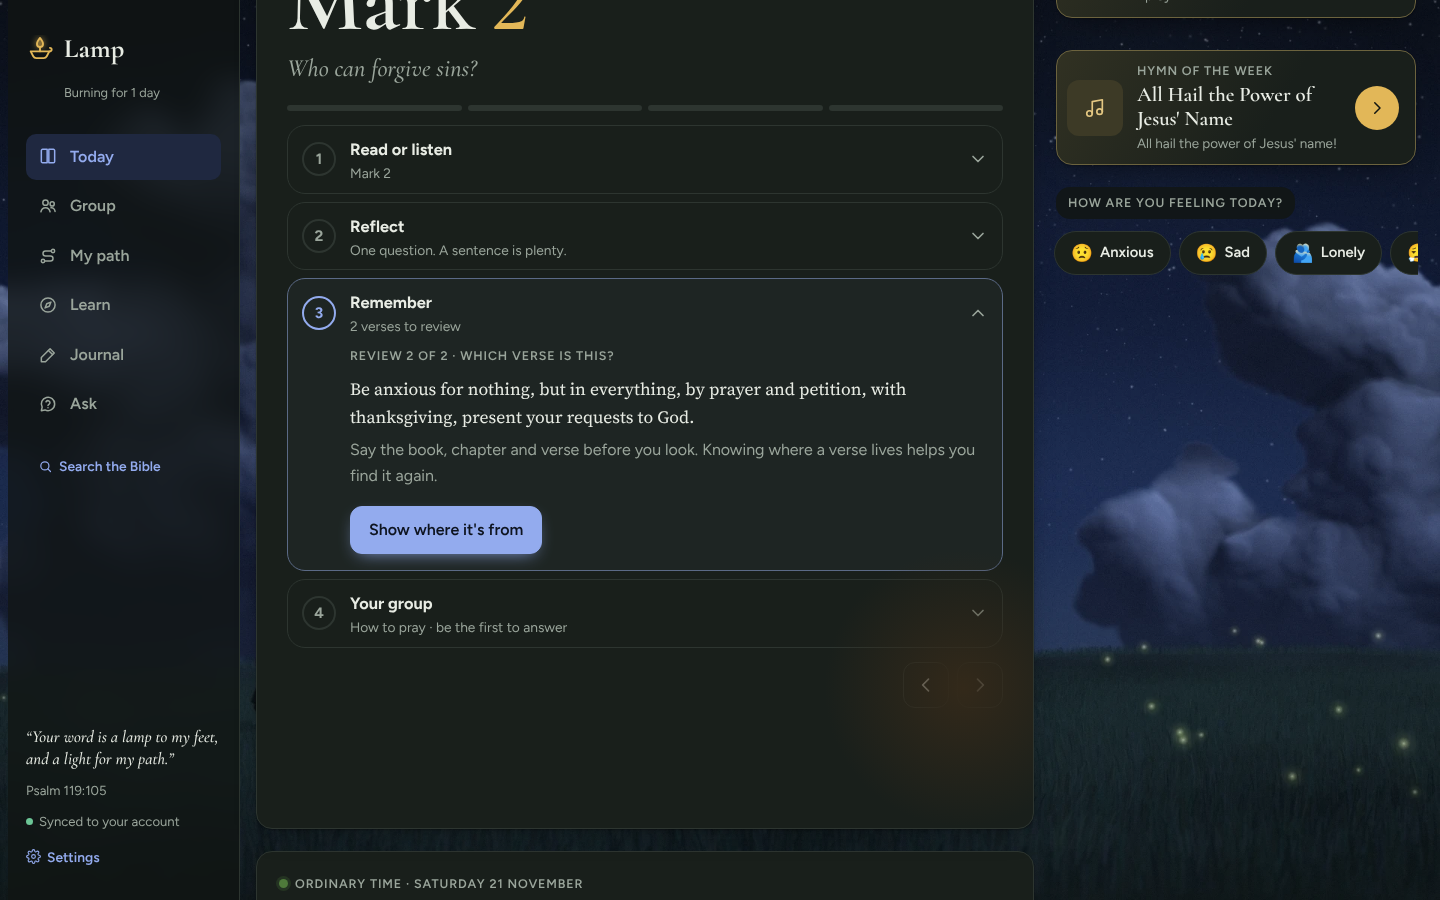 Lamp
Burning for 1 day
Today
Group
My path
Learn
Journal
Ask
Search the Bible
“Your word is a lamp to my feet,
and a light for my path.”
Psalm 119:105
Synced to your account
Settings
Mark 2
Who can forgive sins?
1
Read or listen
Mark 2
2
Reflect
One question. A sentence is plenty.
3
Remember
2 verses to review
REVIEW 2 OF 2 · WHICH VERSE IS THIS?
Be anxious for nothing, but in everything, by prayer and petition, with
thanksgiving, present your requests to God.
Say the book, chapter and verse before you look. Knowing where a verse lives helps you
find it again.
Show where it's from
4
Your group
How to pray · be the first to answer
ORDINARY TIME · SATURDAY 21 NOVEMBER
HYMN OF THE WEEK
All Hail the Power of
Jesus' Name
All hail the power of Jesus' name!
HOW ARE YOU FEELING TODAY?
Anxious
Sad
Lonely